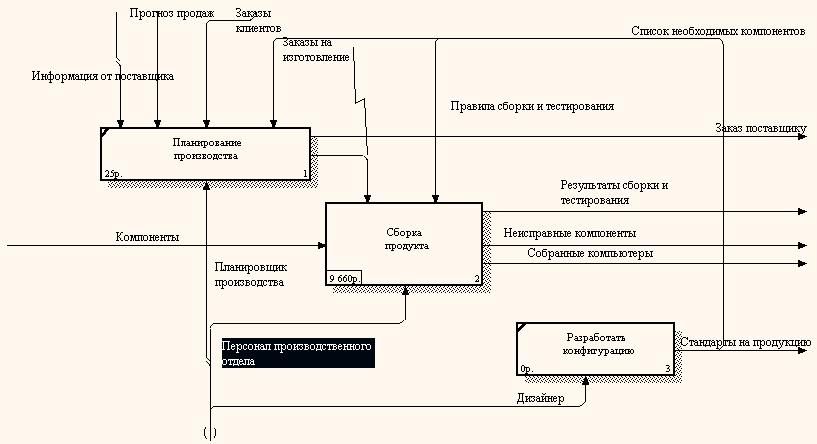 Прогноз продаж
Заказы
клиентов
Список необходимых компонентов
Заказы на
изготовление
Информация от поставщика
Правила сборки и тестирования
Заказ поставщику
Планирование
производства
25р. 1
Результаты сборки и
тестирования
Компоненты
Сборка
продукта
9 660р. 2
Неисправные компоненты
Собранные компьютеры
Планировщик
производства
Персонал производственного
отдела
Разработать
конфигурацию
0р. 3
Стандарты на продукцию
Дизайнер
( )